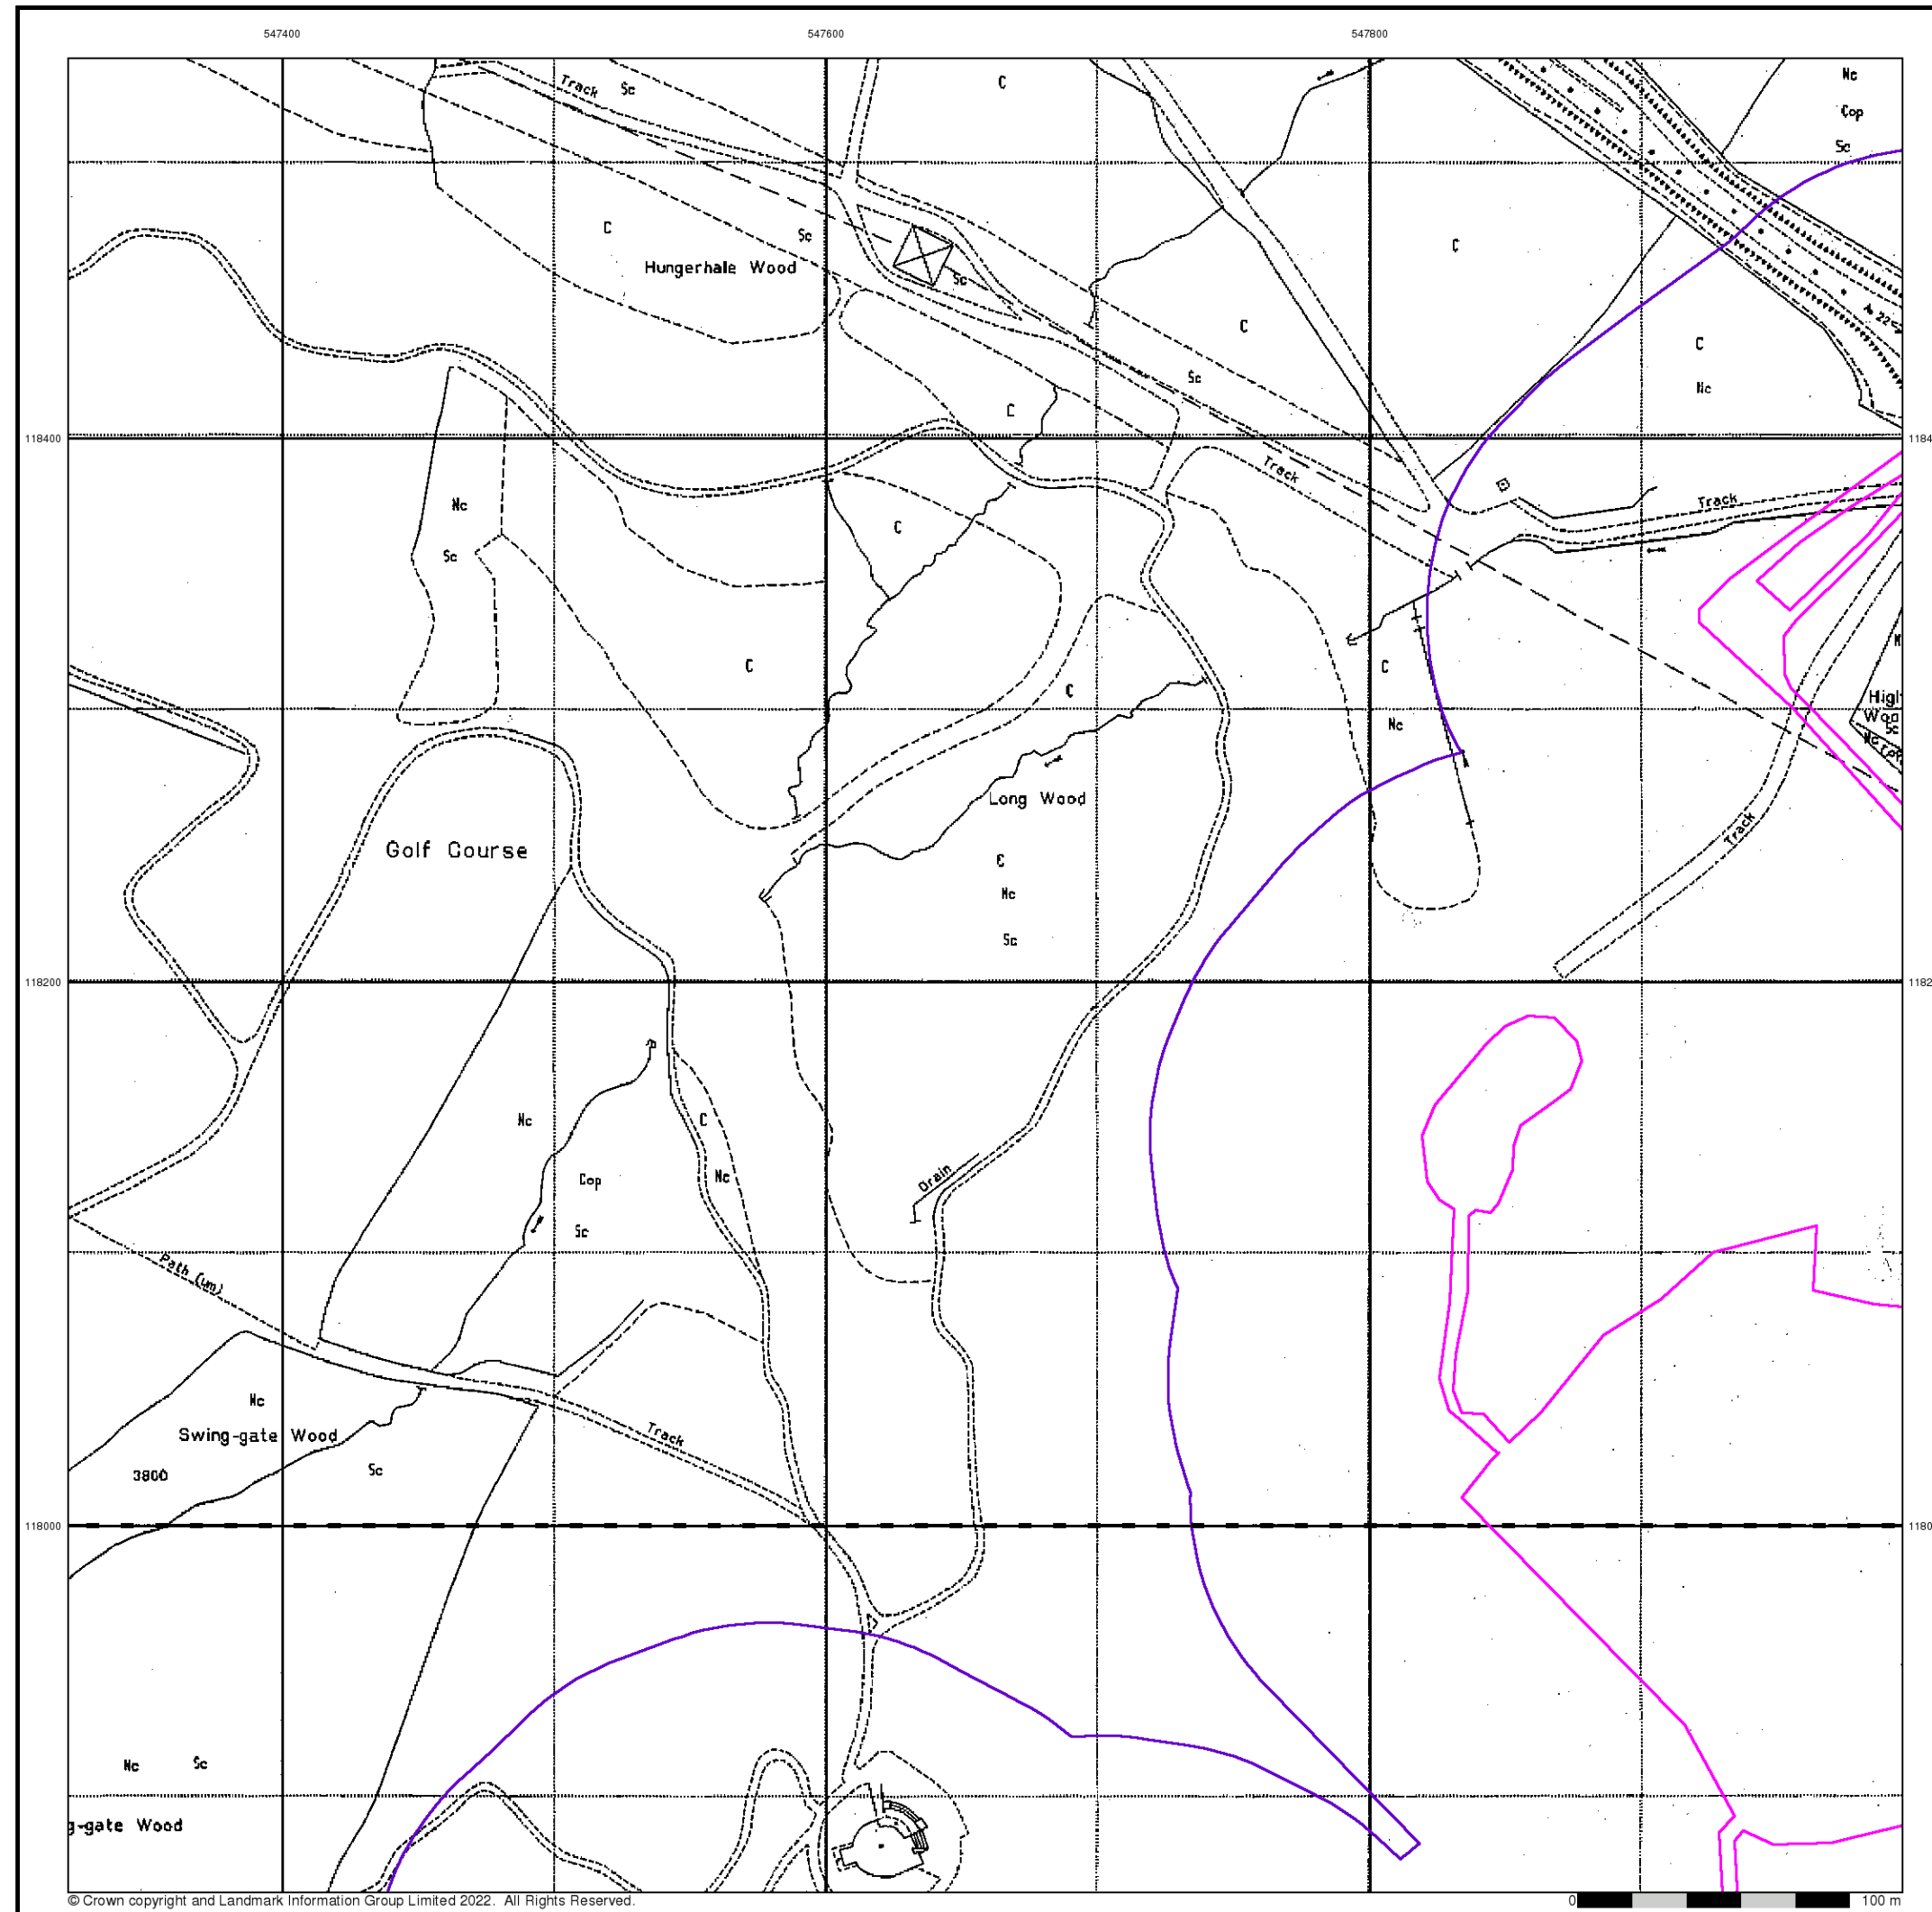 547400 547600 547800
Nc
Track Sc
C
Cop
Sc
C
Sc
C
Hungerhale Wood
Sc
A 22
C
C
Sc
Nc
C
118400
Track
Track
Nc
C
Sc
C
C
C
Nc
High
Long Wood
Track
Golf Course
C
Nc
Sc
118200
Nc
C
Drain
Cop
Nc
Sc
Path (um)
Nc
Swing-gate Wood
Track
3800
Sc
118000
Nc Sc
g-gate Wood
© Crown copyright and Landmark Information Group Limited 2022. All Rights Reserved.
0 100 m